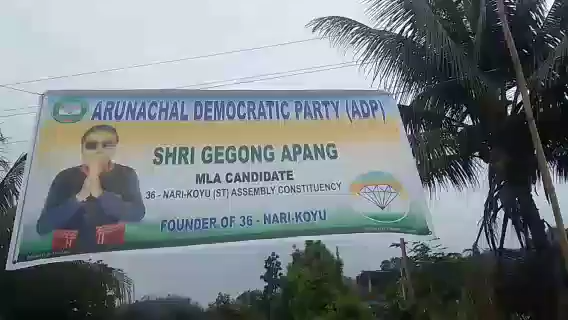 ARUNACHAL DEMOCRATIC PARTY (ADP)
SHRI GEGONG APANG
MLA CANDIDATE
36 - NARI-KOYU (ST) ASSEMBLY CONSTITUENCY
FOUNDER OF 36 - NARI-KOYU